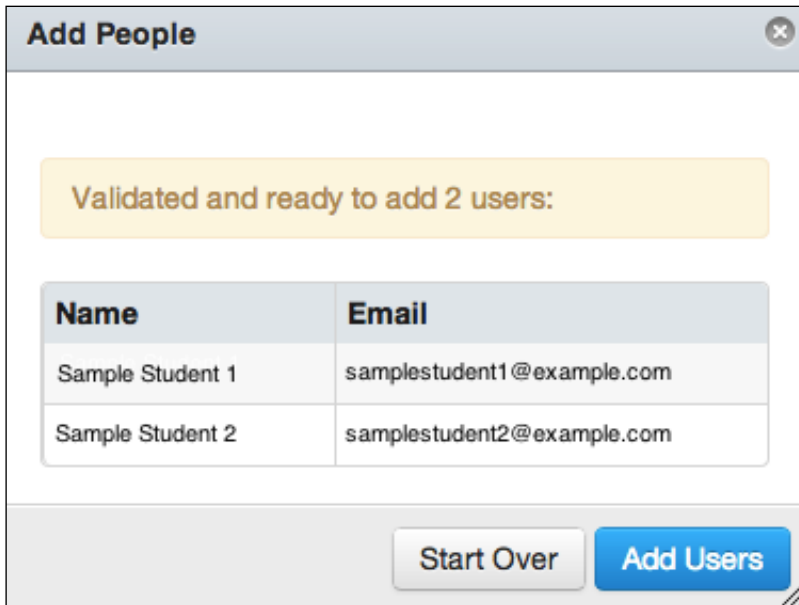 Add People
Validated and ready to add 2 users:
Name Email
Sample Student 1 samplestudent1@example.com
Sample Student 2 samplestudent2@example.com
Start Over Add Users